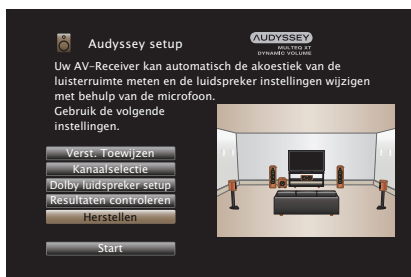 Audyssey setup
AUDYSSEY
MULTEQ XT
DYNAMIC VOLUME
Uw AV-Receiver kan automatisch de akoestiek van de
luisterruimte meten en de luidspreker instellingen wijzigen
met behulp van de microfoon.
Gebruik de volgende
instellingen.
Verst. Toewijzen
Kanaalselectie
Dolby luidspreker setup
Resultaten controleren
Herstellen
Start